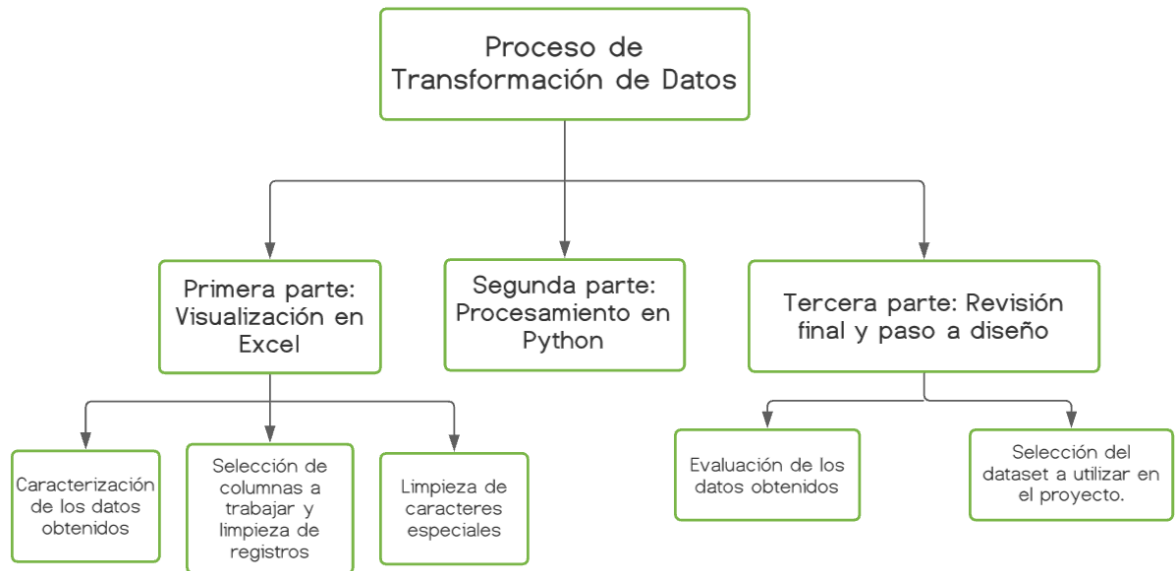 Proceso de
Transformación de Datos
Primera parte:
Visualización en
Excel
Segunda parte:
Procesamiento en
Python
Tercera parte: Revisión
final y paso a diseño
Caracterización
de los datos
obtenidos
Selección de
columnas a
trabajar y
limpieza de
registros
Limpieza de
caracteres
especiales
Evaluación de los
datos obtenidos
Selección del
dataset a utilizar en
el proyecto.